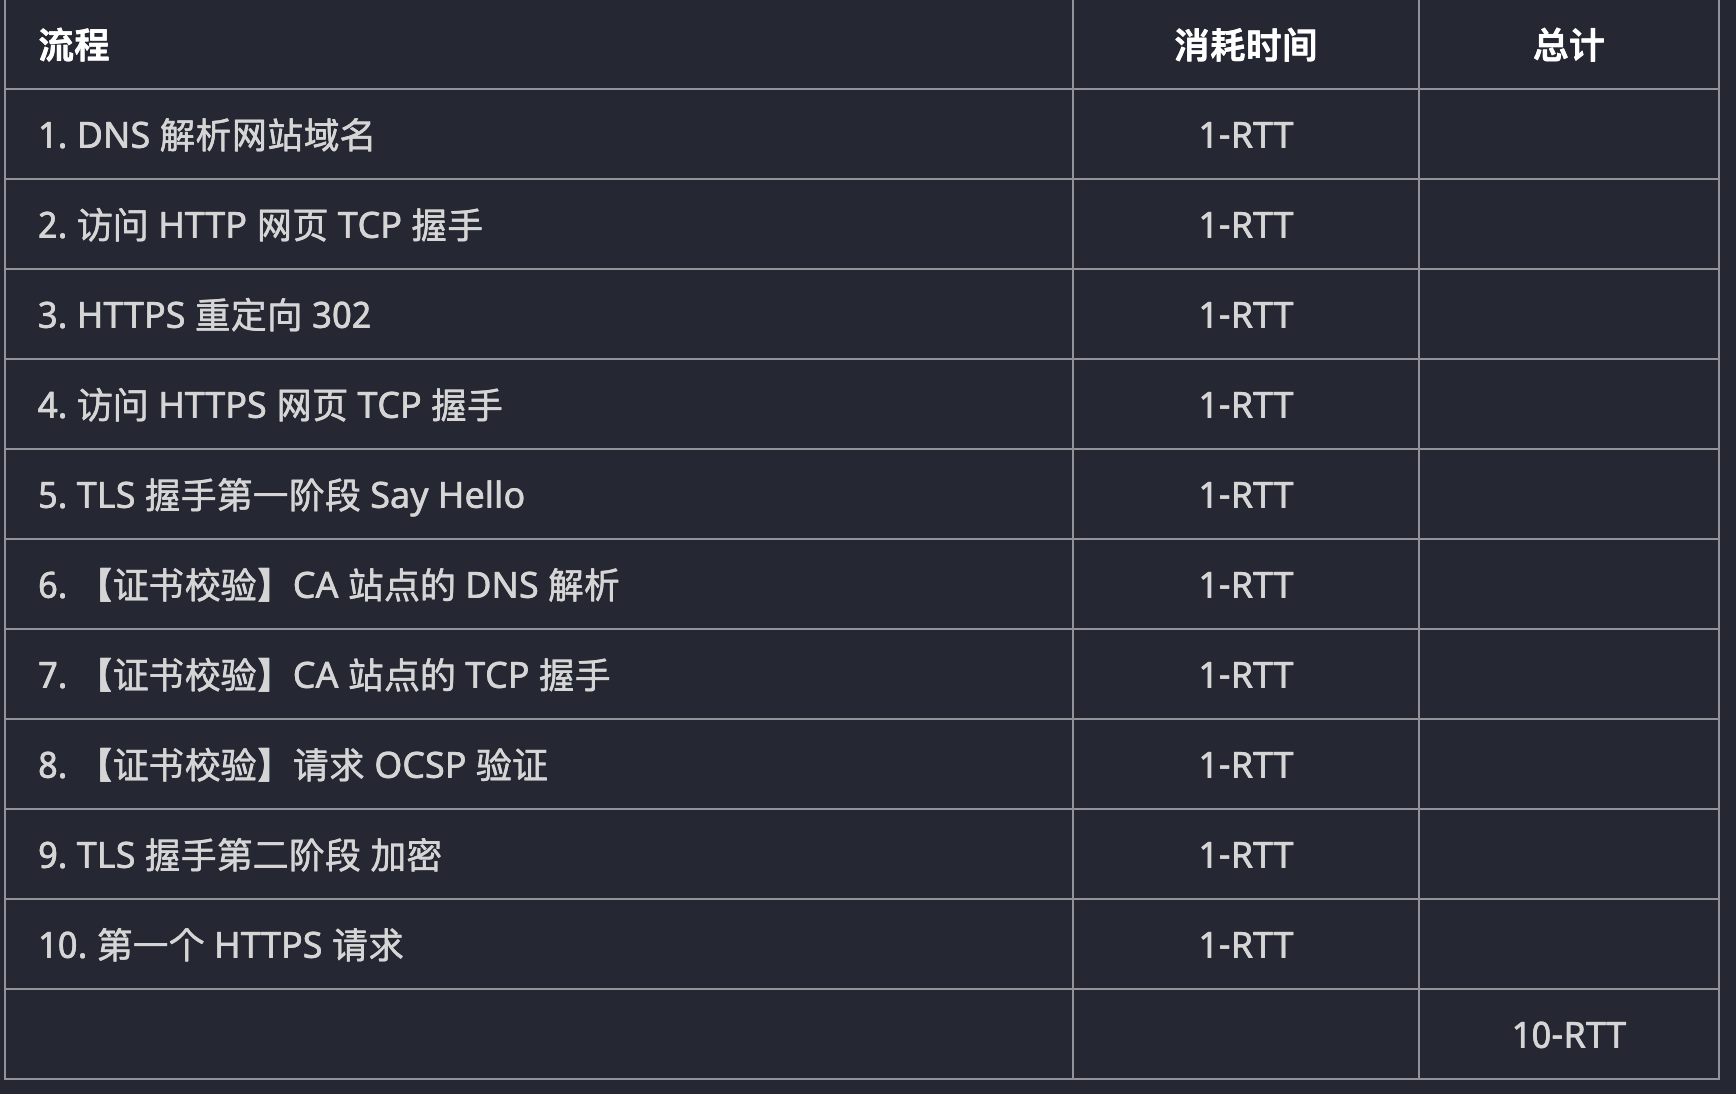 流程 消耗时间 总计
1. DNS 解析网站域名 1-RTT
2. 访问 HTTP 网页 TCP 握手 1-RTT
3. HTTPS 重定向 302 1-RTT
4. 访问 HTTPS 网页 TCP 握手 1-RTT
5. TLS 握手第一阶段 Say Hello 1-RTT
6. 【证书校验】CA 站点的 DNS 解析 1-RTT
7. 【证书校验】CA 站点的 TCP 握手 1-RTT
8. 【证书校验】请求 OCSP 验证 1-RTT
9. TLS 握手第二阶段 加密 1-RTT
10. 第一个 HTTPS 请求 1-RTT
10-RTT